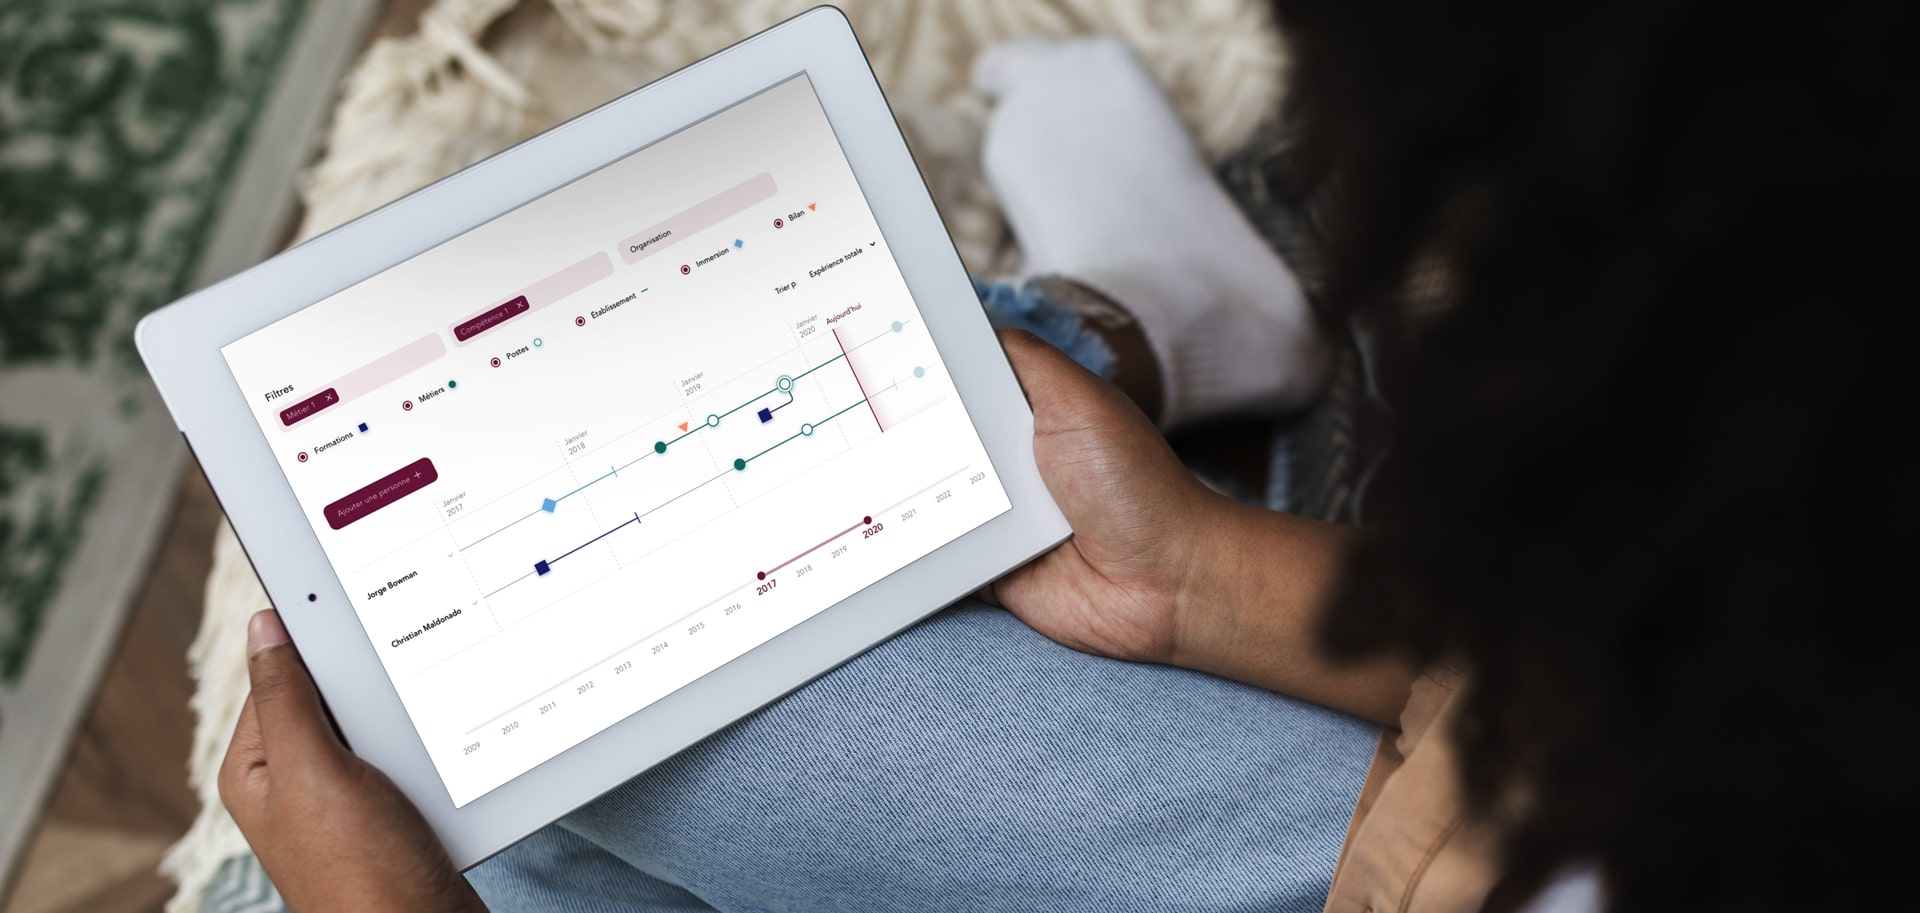 Filtres
Métier 1 ×
Compétence 1 ×
Organisation
Formations
Métiers
Postes
Établissement
Immersion
Bilan
Ajouter une personne +
Trier p
Expérience totale
Janvier
2017
Janvier
2018
Janvier
2019
Janvier
2020
Aujourd'hui
Jorge Bowman
Christian Maldonado
2009 2010 2011 2012 2013 2014 2015 2016 2017 2018 2019 2020 2021 2022 2023